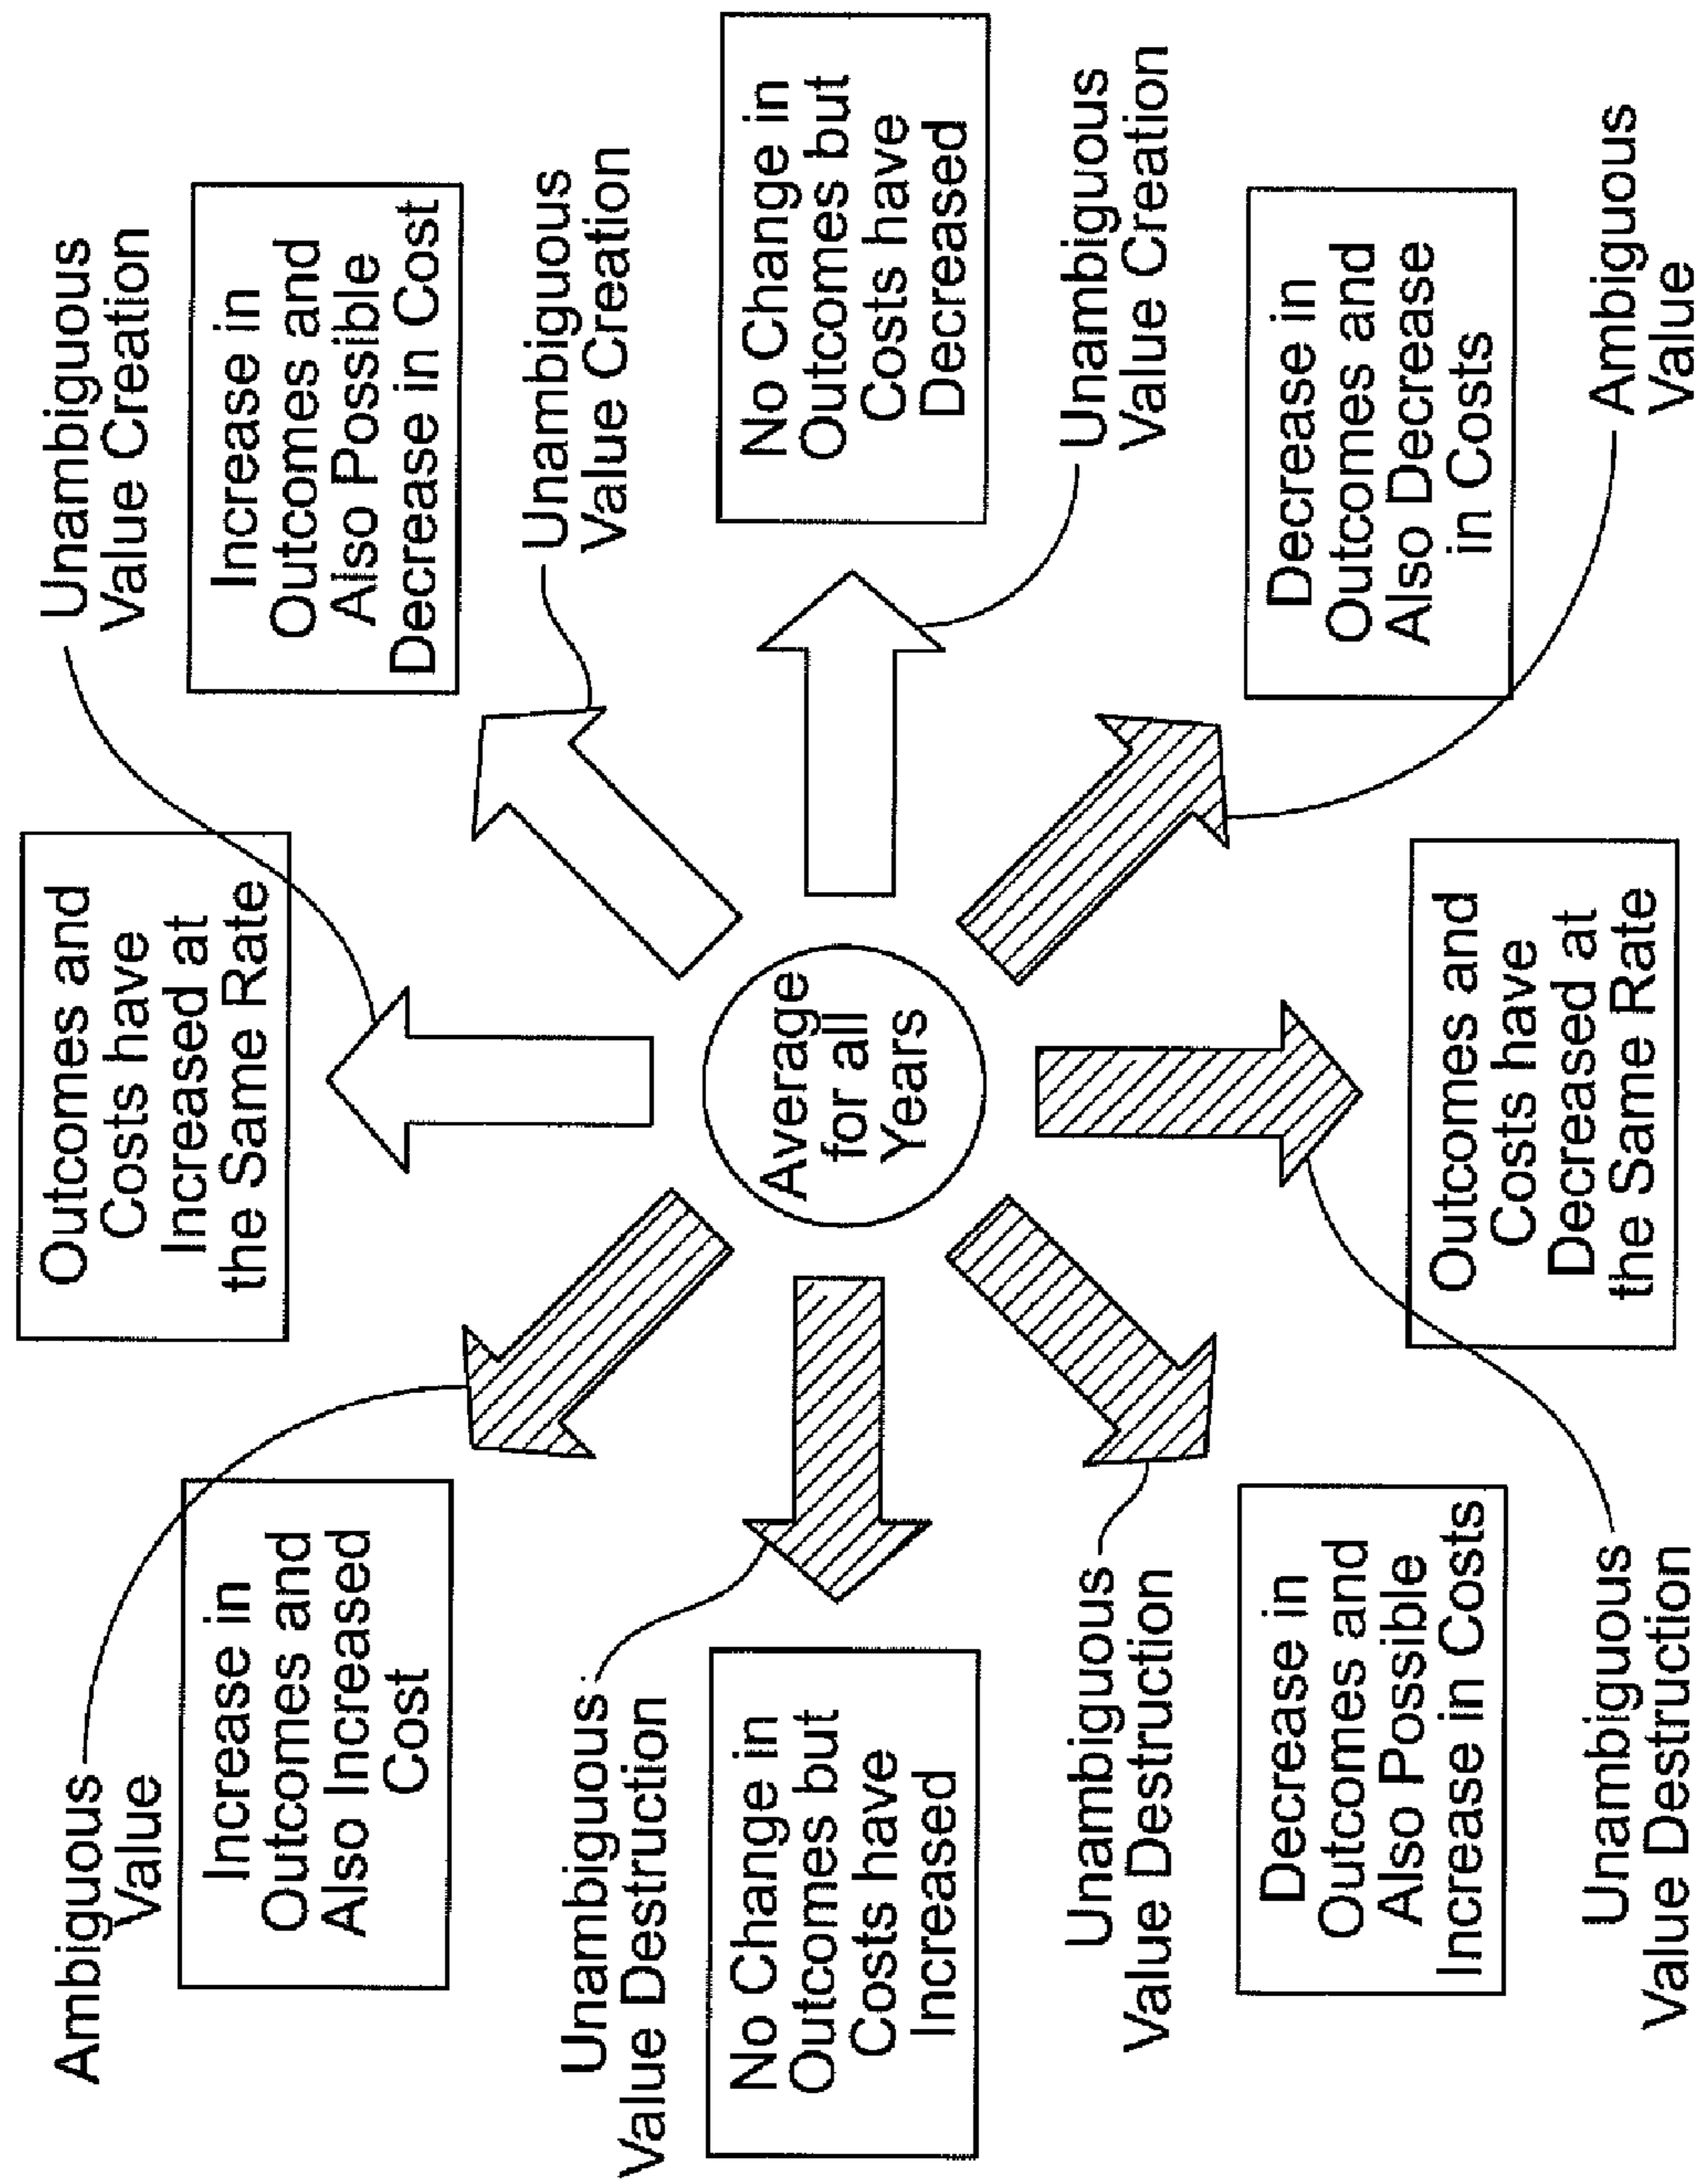 Ambiguous
Value
Outcomes and
Costs have
Increased at
the Same Rate
Unambiguous
Value Creation
Increase in
Outcomes and
Also Increased
Cost
Increase in
Outcomes and
Also Possible
Decrease in Cost
Unambiguous
Value Destruction
Unambiguous
Value Creation
No Change in
Outcomes but
Costs have
Increased
Average
for all
Years
No Change in
Outcomes but
Costs have
Decreased
Unambiguous
Value Destruction
Unambiguous
Value Creation
Decrease in
Outcomes and
Also Possible
Increase in Costs
Decrease in
Outcomes and
Also Decrease
in Costs
Outcomes and
Costs have
Decreased at
the Same Rate
Unambiguous
Value Destruction
Ambiguous
Value